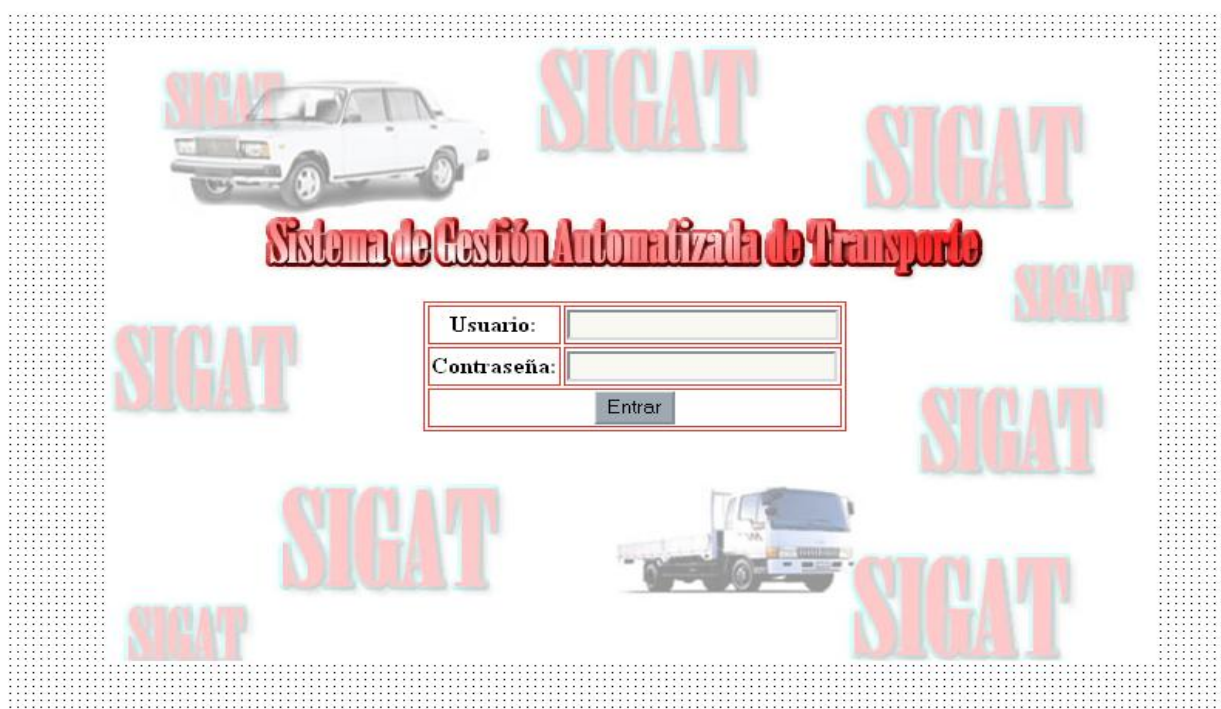 SIGAT
SIGAT
SIGAT
Sistema de Gestión Automatizada de Transporte
SIGAT
Usuario:
SIGAT
Contraseña:
Entrar
SIGAT
SIGAT
SIGAT
SIGAT